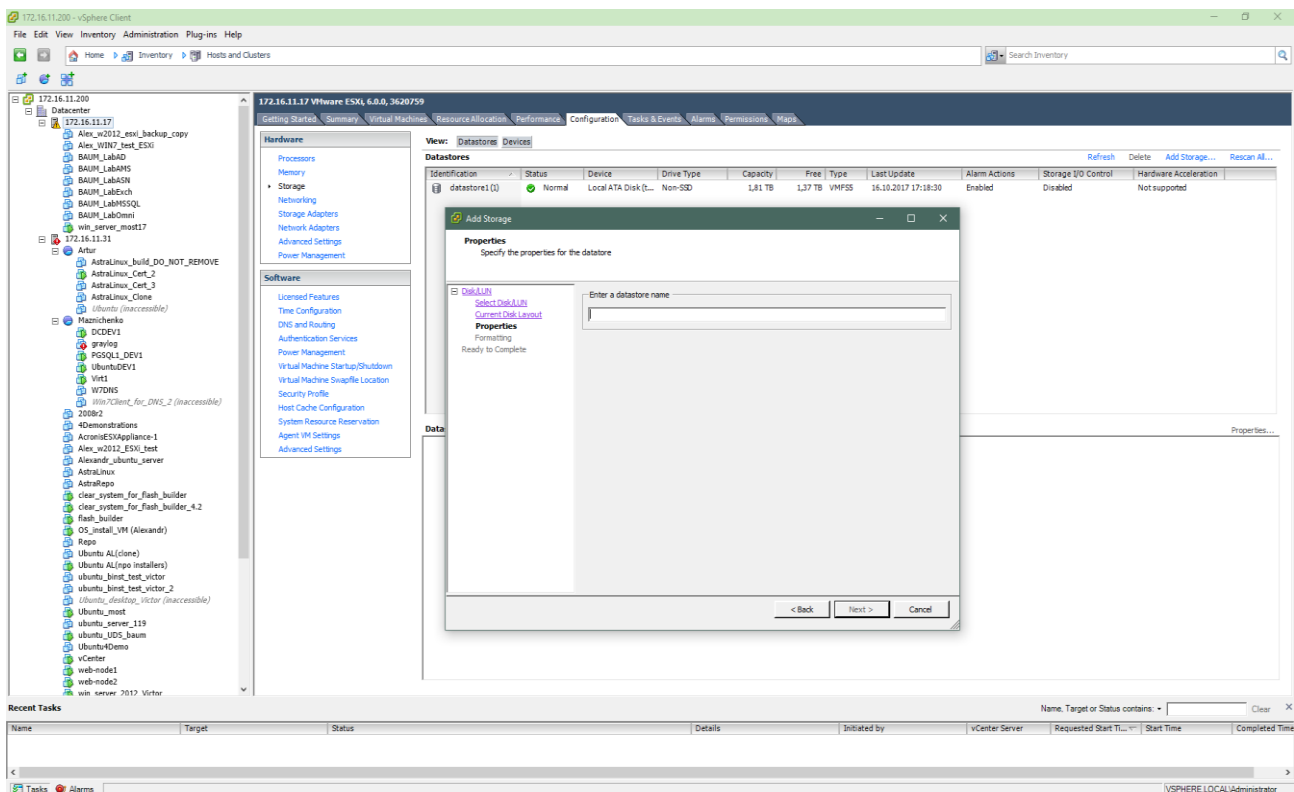 172.16.11.200 - vSphere Client
File Edit View Inventory Administration Plug-ins Help
Home Inventory Hosts and Clusters
Search Inventory
172.16.11.200
Datacenter
172.16.11.17
Alex_w2012_esxi_backup_copy
Alex_WIN7_test_ESXi
BAUM_LabAD
BAUM_LabAMS
BAUM_LabASN
BAUM_LabExch
BAUM_LabMSSQL
BAUM_LabOmni
win_server_most17
172.16.11.31
Artur
AstraLinux_build_DO_NOT_REMOVE
AstraLinux_Cert_2
AstraLinux_Cert_3
AstraLinux_Clone
Ubuntu (inaccessible)
Maznichenko
DCDEV1
graylog
PGSQL1_DEV1
UbuntuDEV1
Virt1
W7DNS
Win7Client_for_DNS_2 (inaccessible)
2008r2
4Demonstrations
AcronisESXAppliance-1
Alex_w2012_ESXi_test
Alexandr_ubuntu_server
AstraLinux
AstraRepo
clear_system_for_flash_builder
clear_system_for_flash_builder_4.2
flash_builder
OS_install_VM (Alexandr)
Repo
Ubuntu AL(clone)
Ubuntu AL(npo installers)
ubuntu_binst_test_victor
ubuntu_binst_test_victor_2
Ubuntu_desktop_Victor (inaccessible)
Ubuntu_most
ubuntu_server_119
ubuntu_UDS_baum
Ubuntu4Demo
vCenter
web-node1
web-node2
win_server_2012_Victor
172.16.11.17 VMware ESXi, 6.0.0, 3620759
Getting Started Summary Virtual Machines Resource Allocation Performance Configuration Tasks & Events Alarms Permissions Maps
Hardware
Processors
Memory
Storage
Networking
Storage Adapters
Network Adapters
Advanced Settings
Power Management
Software
Licensed Features
Time Configuration
DNS and Routing
Authentication Services
Power Management
Virtual Machine Startup/Shutdown
Virtual Machine Swapfile Location
Security Profile
Host Cache Configuration
System Resource Reservation
Agent VM Settings
Advanced Settings
View: Datastores Devices
Datastores
Refresh Delete Add Storage... Rescan All...
Identification Status Device Drive Type Capacity Free Type Last Update Alarm Actions Storage I/O Control Hardware Acceleration
datastore1 (1) Normal Local ATA Disk (t... Non-SSD 1,81 TB 1,37 TB VMFS5 16.10.2017 17:18:30 Enabled Disabled Not supported
Data
Properties...
Add Storage
Properties
Specify the properties for the datatore
Disk/LUN
Select Disk/LUN
Current Disk Layout
Properties
Formatting
Ready to Complete
Enter a datastore name
< Back Next > Cancel
Recent Tasks
Name, Target or Status contains: Clear
Name Target Status Details Initiated by vCenter Server Requested Start Ti... Start Time Completed Time
Tasks Alarms
VSPHERE.LOCAL\Administrator